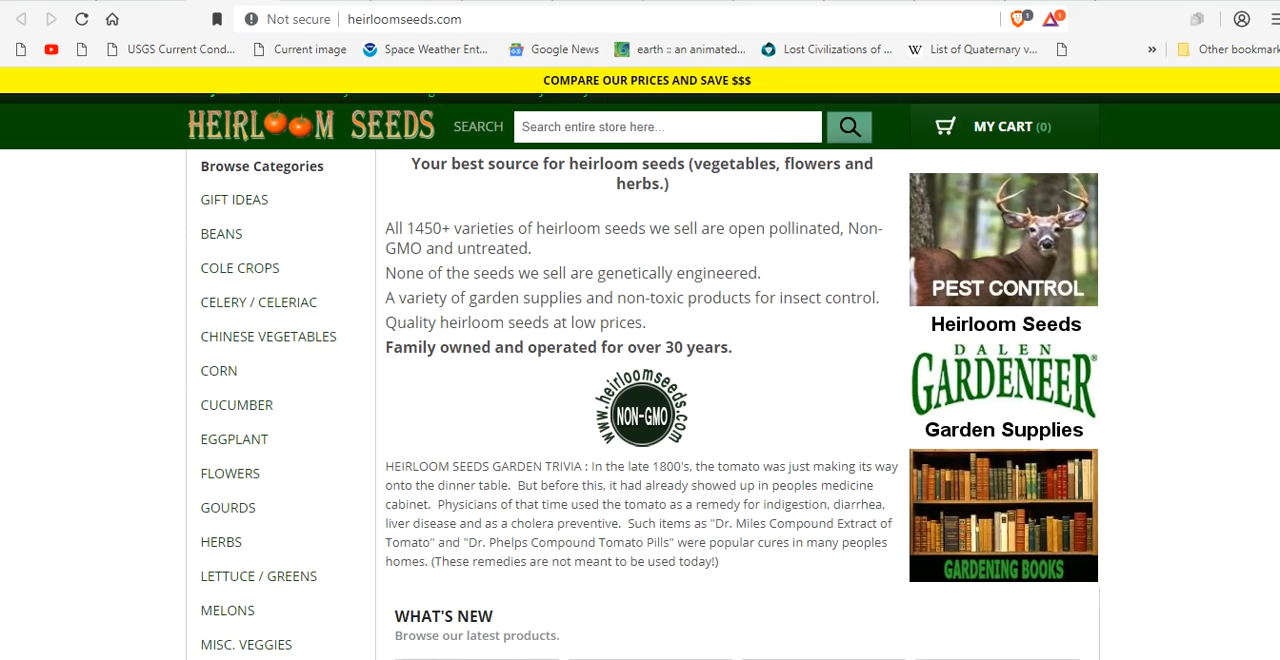 Not secure heirloomseeds.com 1 1
USGS Current Cond... Current image Space Weather Ent... Google News earth :: an animated... Lost Civilizations of ... W List of Quaternary v... » Other bookmark
COMPARE OUR PRICES AND SAVE $$$
HEIRLOOM SEEDS SEARCH Search entire store here... MY CART (0)
Browse Categories
GIFT IDEAS
BEANS
COLE CROPS
CELERY / CELERIAC
CHINESE VEGETABLES
CORN
CUCUMBER
EGGPLANT
FLOWERS
GOURDS
HERBS
LETTUCE / GREENS
MELONS
MISC. VEGGIES
Your best source for heirloom seeds (vegetables, flowers and
herbs.)
All 1450+ varieties of heirloom seeds we sell are open pollinated, Non-
GMO and untreated.
None of the seeds we sell are genetically engineered.
A variety of garden supplies and non-toxic products for insect control.
Quality heirloom seeds at low prices.
Family owned and operated for over 30 years.
www.heirloomseeds.com
NON-GMO
HEIRLOOM SEEDS GARDEN TRIVIA : In the late 1800's, the tomato was just making its way
onto the dinner table. But before this, it had already showed up in peoples medicine
cabinet. Physicians of that time used the tomato as a remedy for indigestion, diarrhea,
liver disease and as a cholera preventive. Such items as "Dr. Miles Compound Extract of
Tomato" and "Dr. Phelps Compound Tomato Pills" were popular cures in many peoples
homes. (These remedies are not meant to be used today!)
WHAT'S NEW
Browse our latest products.
PEST CONTROL
Heirloom Seeds
DALEN
GARDENEER®
Garden Supplies
GARDENING BOOKS